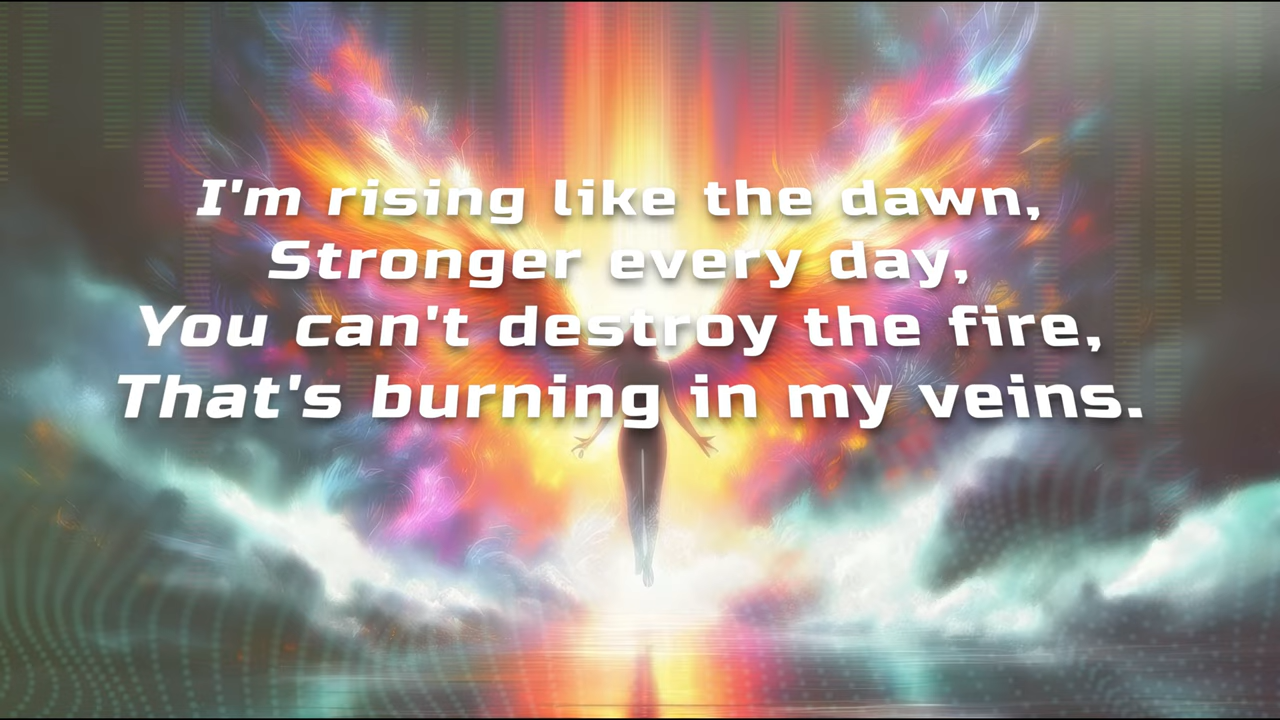 I'm rising like the dawn,
Stronger every day,
You can't destroy the fire,
That's burning in my veins.